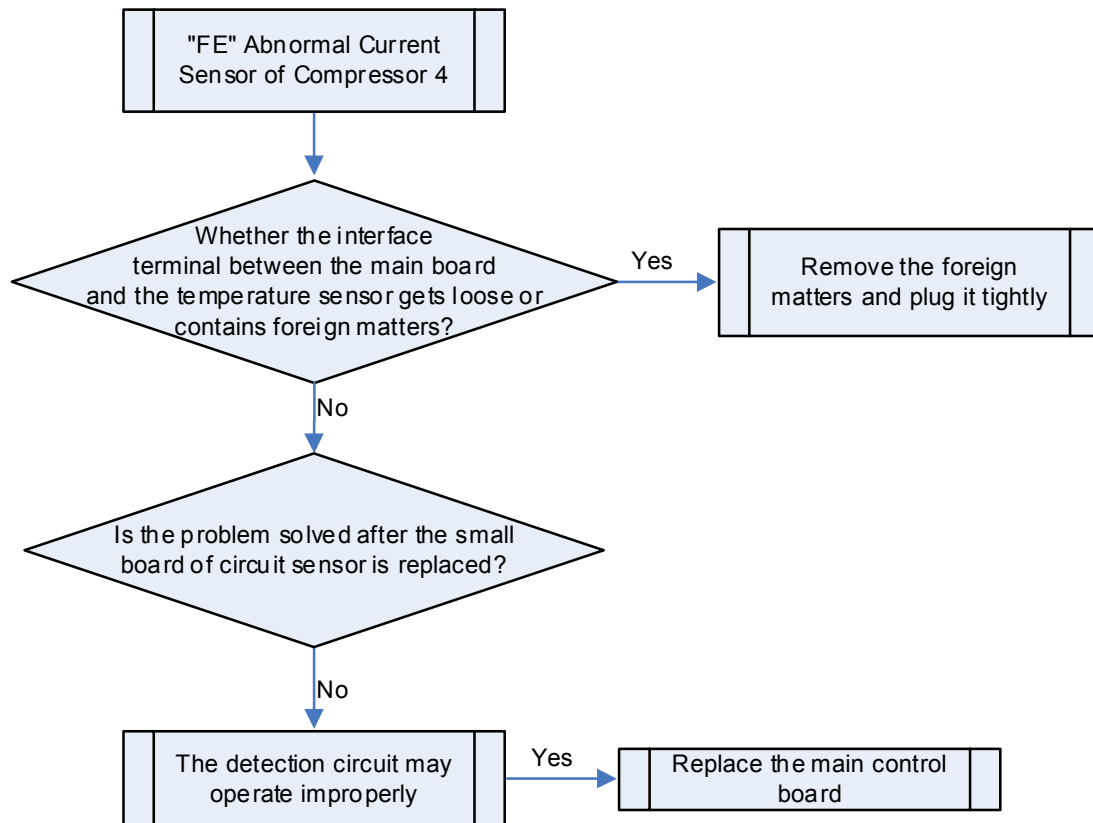 "FE" Abnormal Current
Sensor of Compressor 4
Whether the interface
terminal between the main board
and the temperature sensor gets loose or
contains foreign matters?
Yes
Remove the foreign
matters and plug it tightly
No
Is the problem solved after the small
board of circuit sensor is replaced?
No
The detection circuit may
operate improperly
Yes
Replace the main control
board